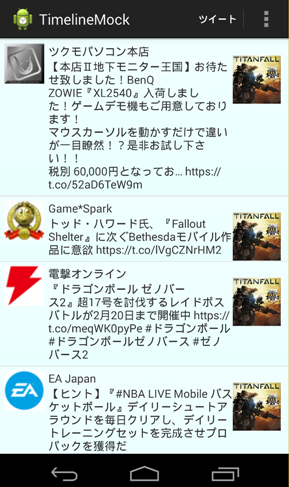 TimelineMock
ツイート
ツクモパソコン本店
【本店Ⅱ地下モニター王国】お待た
せ致しました！BenQ
ZOWIE『XL2540』入荷しまし
た！ゲームデモ機もご用意しており
ます！
マウスカーソルを動かすだけで違い
が一目瞭然！？是非お試し下さ
い！！
税別 60,000円となってお… https://
t.co/52aD6TeW9m
TITANFALL
Game*Spark
トッド・ハワード氏、『Fallout
Shelter』に次ぐBethesdaモバイル作
品に意欲 https://t.co/lVgCZNrHM2
TITANFALL
電撃オンライン
『ドラゴンボール ゼノバー
ス2』超17号を討伐するレイドボス
バトルが2月20日まで開催中 https://
t.co/meqWK0pyPe #ドラゴンボール
#ドラゴンボールゼノバース #ゼノ
バース2
TITANFALL
EA
EA Japan
【ヒント】『#NBA LIVE Mobile バス
ケットボール』デイリーシュートア
ラウンドを毎日クリアし、デイリ
ートレーニングセットを完成させプロ
パックを獲得だ
TITANFALL